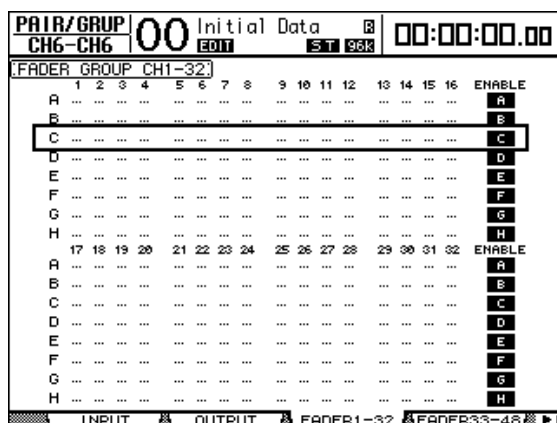 PAIR/GRUP 00 Initial Data R 00:00:00.00
CH6-CH6 EDIT ST 96K
FADER GROUP CH1-32
1 2 3 4 5 6 7 8 9 10 11 12 13 14 15 16 ENABLE
A A
B B
C C
D D
E E
F F
G G
H H
17 18 19 20 21 22 23 24 25 26 27 28 29 30 31 32 ENABLE
A A
B B
C C
D D
E E
F F
G G
H H
INPUT OUTPUT FADER1-32 FADER33-48